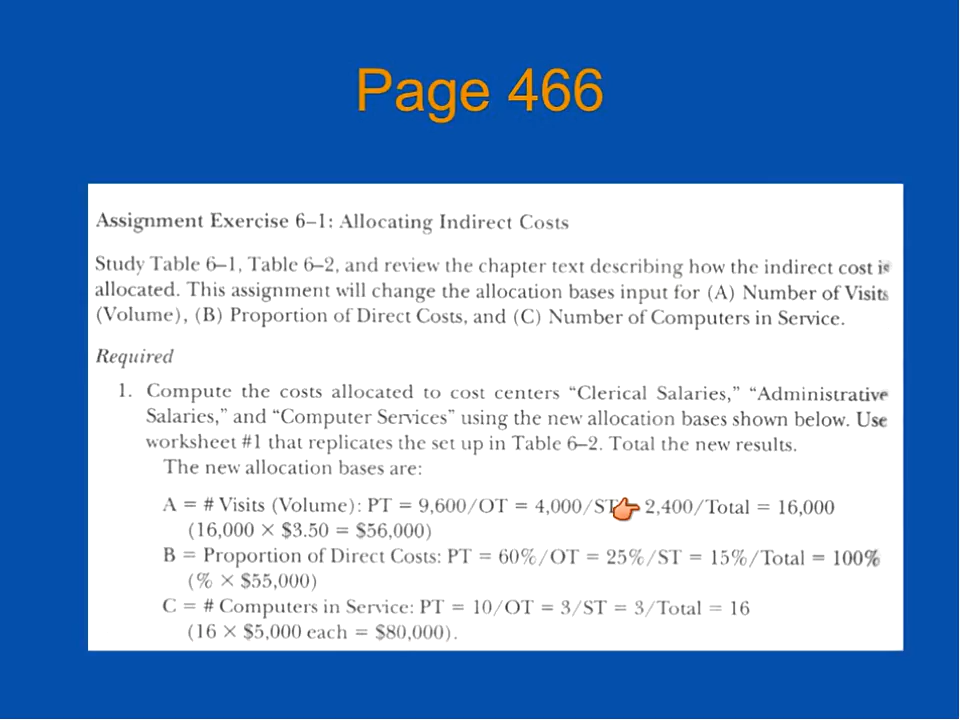 Page 466
Assignment Exercise 6–1: Allocating Indirect Costs
Study Table 6–1, Table 6–2, and review the chapter text describing how the indirect cost is
allocated. This assignment will change the allocation bases input for (A) Number of Visits
(Volume), (B) Proportion of Direct Costs, and (C) Number of Computers in Service.
Required
1. Compute the costs allocated to cost centers “Clerical Salaries,” “Administrative
Salaries,” and “Computer Services” using the new allocation bases shown below. Use
worksheet #1 that replicates the set up in Table 6–2. Total the new results.
The new allocation bases are:
A = # Visits (Volume): PT = 9,600/OT = 4,000/ST 2,400/Total = 16,000
(16,000 × $3.50 = $56,000)
B = Proportion of Direct Costs: PT = 60%/OT = 25%/ST = 15%/Total = 100%
(% × $55,000)
C = # Computers in Service: PT = 10/OT = 3/ST = 3/Total = 16
(16 × $5,000 each = $80,000).